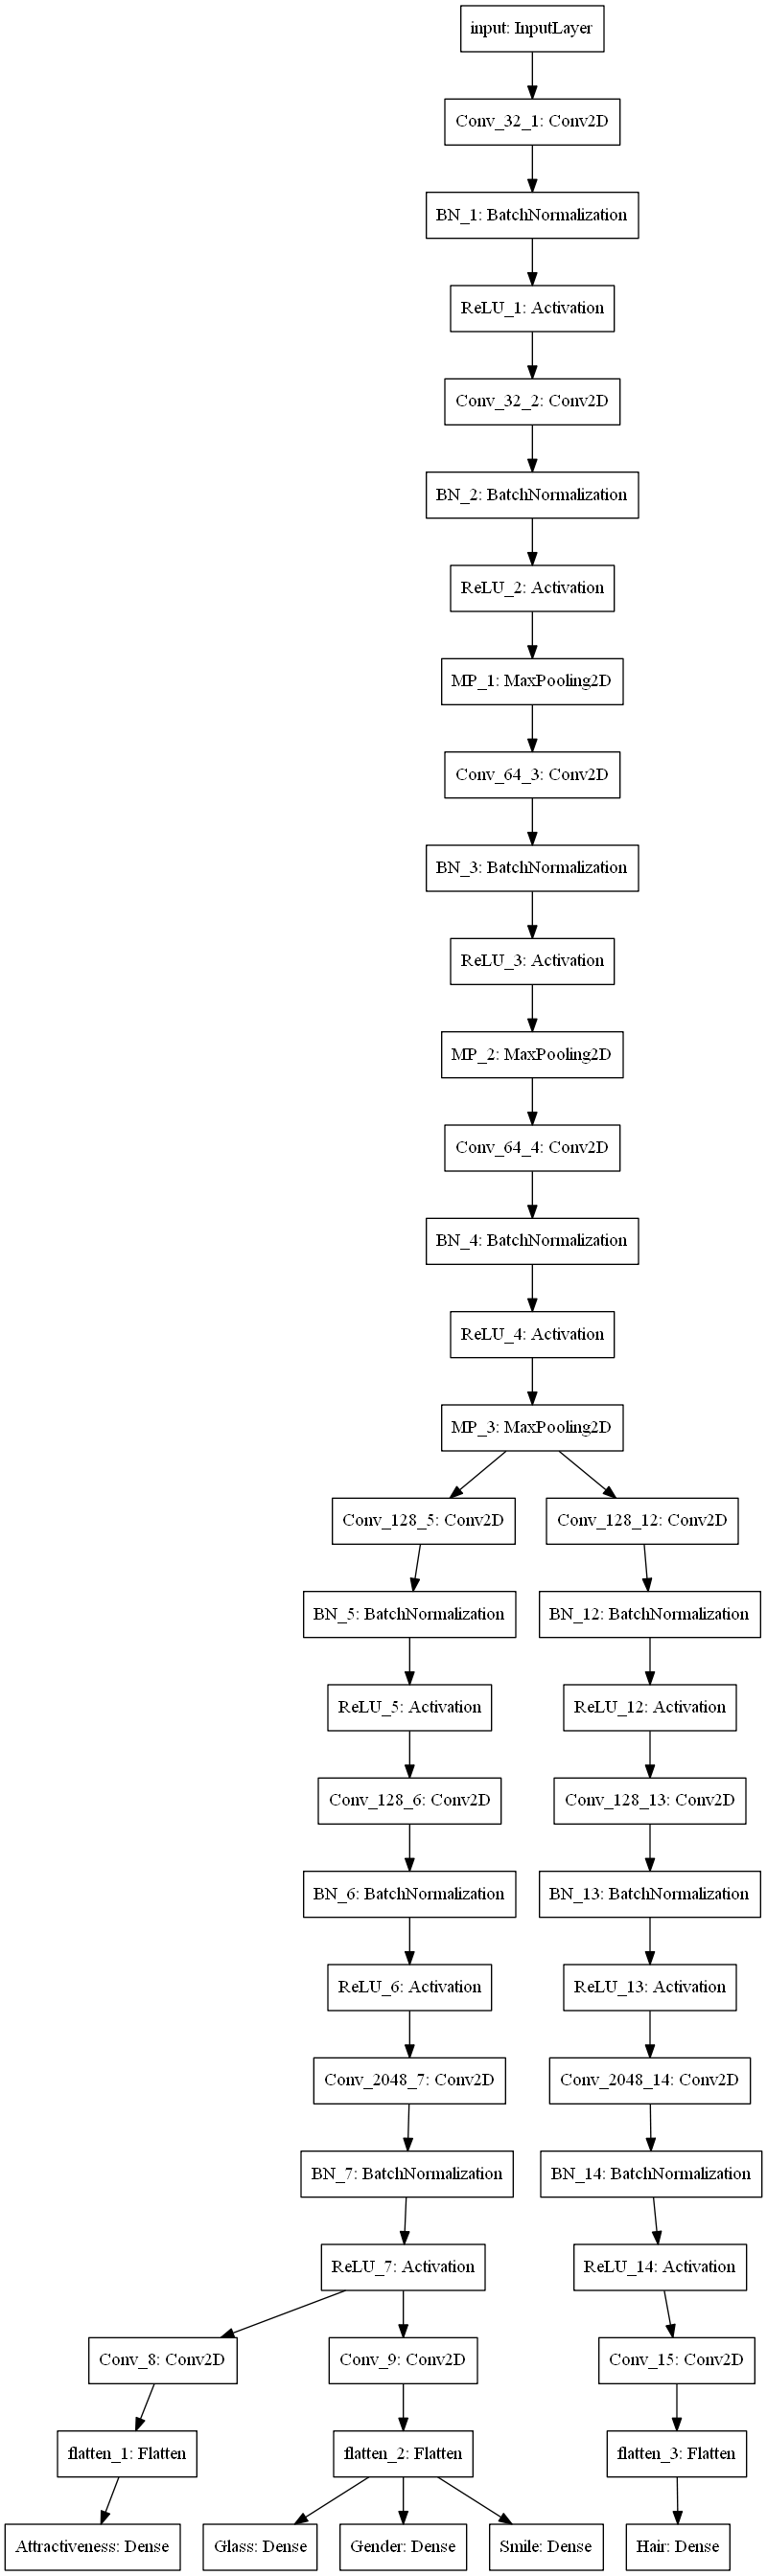 input: InputLayer
Conv_32_1: Conv2D
BN_1: BatchNormalization
ReLU_1: Activation
Conv_32_2: Conv2D
BN_2: BatchNormalization
ReLU_2: Activation
MP_1: MaxPooling2D
Conv_64_3: Conv2D
BN_3: BatchNormalization
ReLU_3: Activation
MP_2: MaxPooling2D
Conv_64_4: Conv2D
BN_4: BatchNormalization
ReLU_4: Activation
MP_3: MaxPooling2D
Conv_128_5: Conv2D
Conv_128_12: Conv2D
BN_5: BatchNormalization
BN_12: BatchNormalization
ReLU_5: Activation
ReLU_12: Activation
Conv_128_6: Conv2D
Conv_128_13: Conv2D
BN_6: BatchNormalization
BN_13: BatchNormalization
ReLU_6: Activation
ReLU_13: Activation
Conv_2048_7: Conv2D
Conv_2048_14: Conv2D
BN_7: BatchNormalization
BN_14: BatchNormalization
ReLU_7: Activation
ReLU_14: Activation
Conv_8: Conv2D
Conv_9: Conv2D
Conv_15: Conv2D
flatten_1: Flatten
flatten_2: Flatten
flatten_3: Flatten
Attractiveness: Dense
Glass: Dense
Gender: Dense
Smile: Dense
Hair: Dense